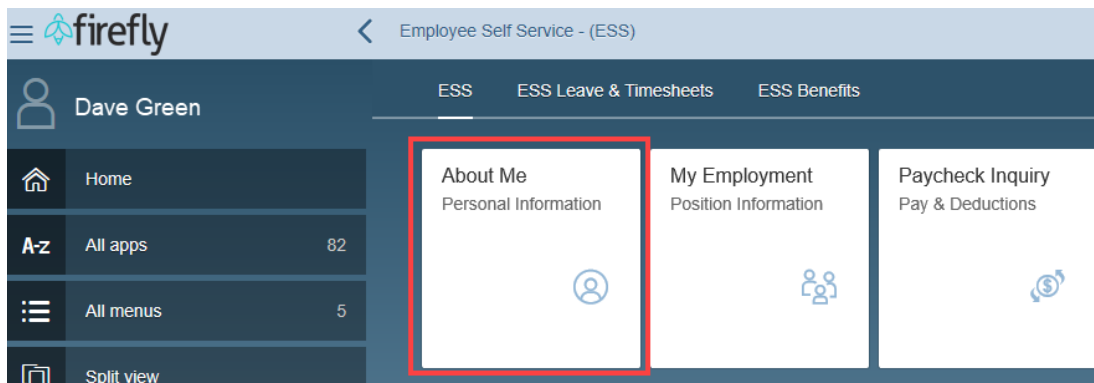 firefly
Employee Self Service - (ESS)
Dave Green
ESS ESS Leave & Timesheets ESS Benefits
Home
A-z All apps 82
All menus 5
Split view
About Me
Personal Information
My Employment
Position Information
Paycheck Inquiry
Pay & Deductions
$